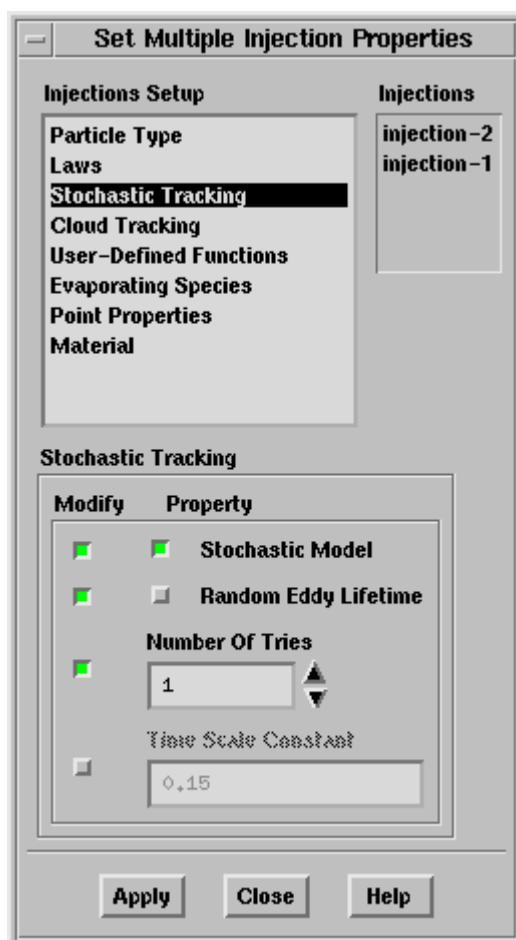 Set Multiple Injection Properties
Injections Setup
Injections
Particle Type
Laws
Stochastic Tracking
Cloud Tracking
User-Defined Functions
Evaporating Species
Point Properties
Material
injection-2
injection-1
Stochastic Tracking
Modify Property
Stochastic Model
Random Eddy Lifetime
Number Of Tries
1
Time Scale Constant
0.15
Apply Close Help